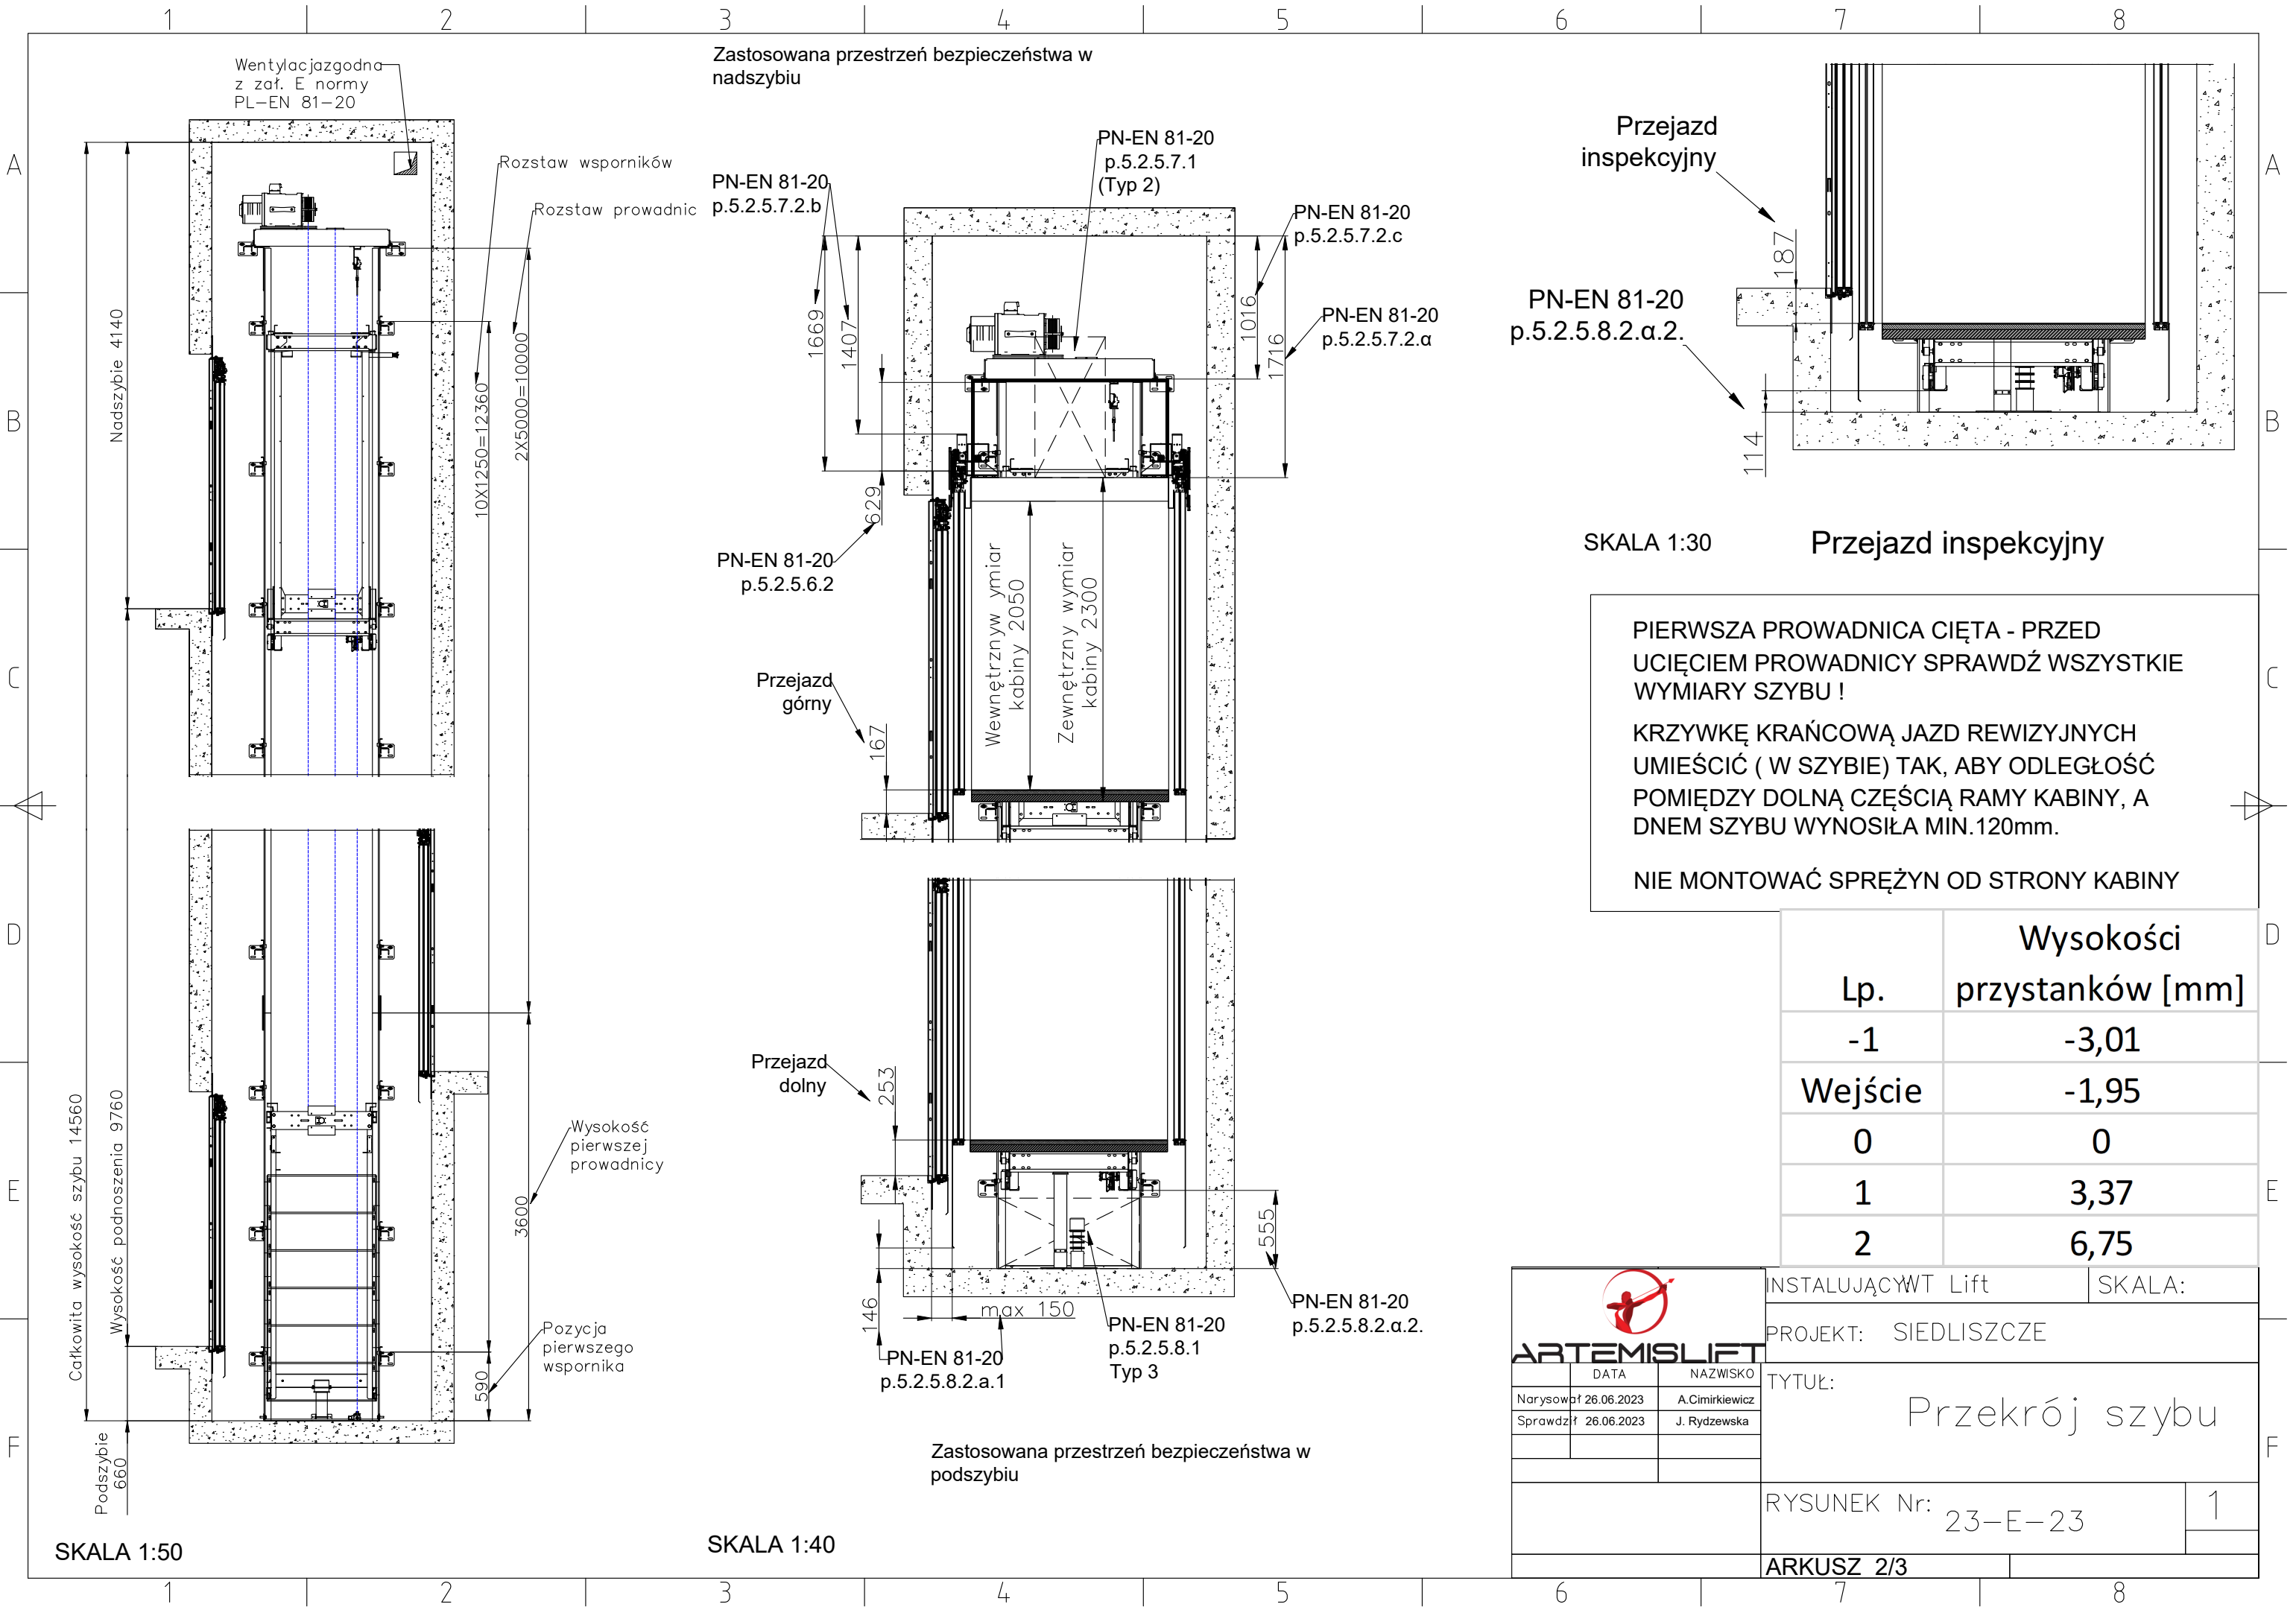 1
2
3
4
5
6
7
8
A
B
C
D
E
F
A
B
C
D
E
F
Wentylacjazgodna
z zał. E normy
PL-EN 81-20
Rozstaw wsporników
Rozstaw prowadnic
Nadszybie 4140
10X1250=12360
2X5000=10000
Całkowita wysokość szybu 14560
Wysokość podnoszenia 9760
Wysokość
pierwszej
prowadnicy
3600
Pozycja
pierwszego
wspornika
590
Podszybie
660
SKALA 1:50
Zastosowana przestrzeń bezpieczeństwa w
nadszybiu
PN-EN 81-20
p.5.2.5.7.1
(Typ 2)
PN-EN 81-20
p.5.2.5.7.2.b
PN-EN 81-20
p.5.2.5.7.2.c
PN-EN 81-20
p.5.2.5.7.2.α
1669
1407
1016
1716
629
PN-EN 81-20
p.5.2.5.6.2
Wewnętrznyw ymiar
kabiny 2050
Zewnętrzny wymiar
kabiny 2300
Przejazd
górny
167
Przejazd
dolny
253
555
146
max 150
PN-EN 81-20
p.5.2.5.8.2.a.1
PN-EN 81-20
p.5.2.5.8.1
Typ 3
PN-EN 81-20
p.5.2.5.8.2.α.2.
Zastosowana przestrzeń bezpieczeństwa w
podszybiu
SKALA 1:40
Przejazd
inspekcyjny
187
PN-EN 81-20
p.5.2.5.8.2.α.2.
114
SKALA 1:30
Przejazd inspekcyjny
PIERWSZA PROWADNICA CIĘTA - PRZED
UCIĘCIEM PROWADNICY SPRAWDŹ WSZYSTKIE
WYMIARY SZYBU !
KRZYWKĘ KRAŃCOWĄ JAZD REWIZYJNYCH
UMIEŚCIĆ ( W SZYBIE) TAK, ABY ODLEGŁOŚĆ
POMIĘDZY DOLNĄ CZĘŚCIĄ RAMY KABINY, A
DNEM SZYBU WYNOSIŁA MIN.120mm.
NIE MONTOWAĆ SPRĘŻYN OD STRONY KABINY
Lp. Wysokości
przystanków [mm]
-1 -3,01
Wejście -1,95
0 0
1 3,37
2 6,75
ARTEMISLIFT
INSTALUJĄCY: WT Lift SKALA:
PROJEKT: SIEDLISZCZE
DATA NAZWISKO
Narysował 26.06.2023 A.Cimirkiewicz
Sprawdził 26.06.2023 J. Rydzewska
TYTUŁ:
Przekrój szybu
RYSUNEK Nr: 23-E-23 1
ARKUSZ 2/3
1
2
3
4
5
6
7
8